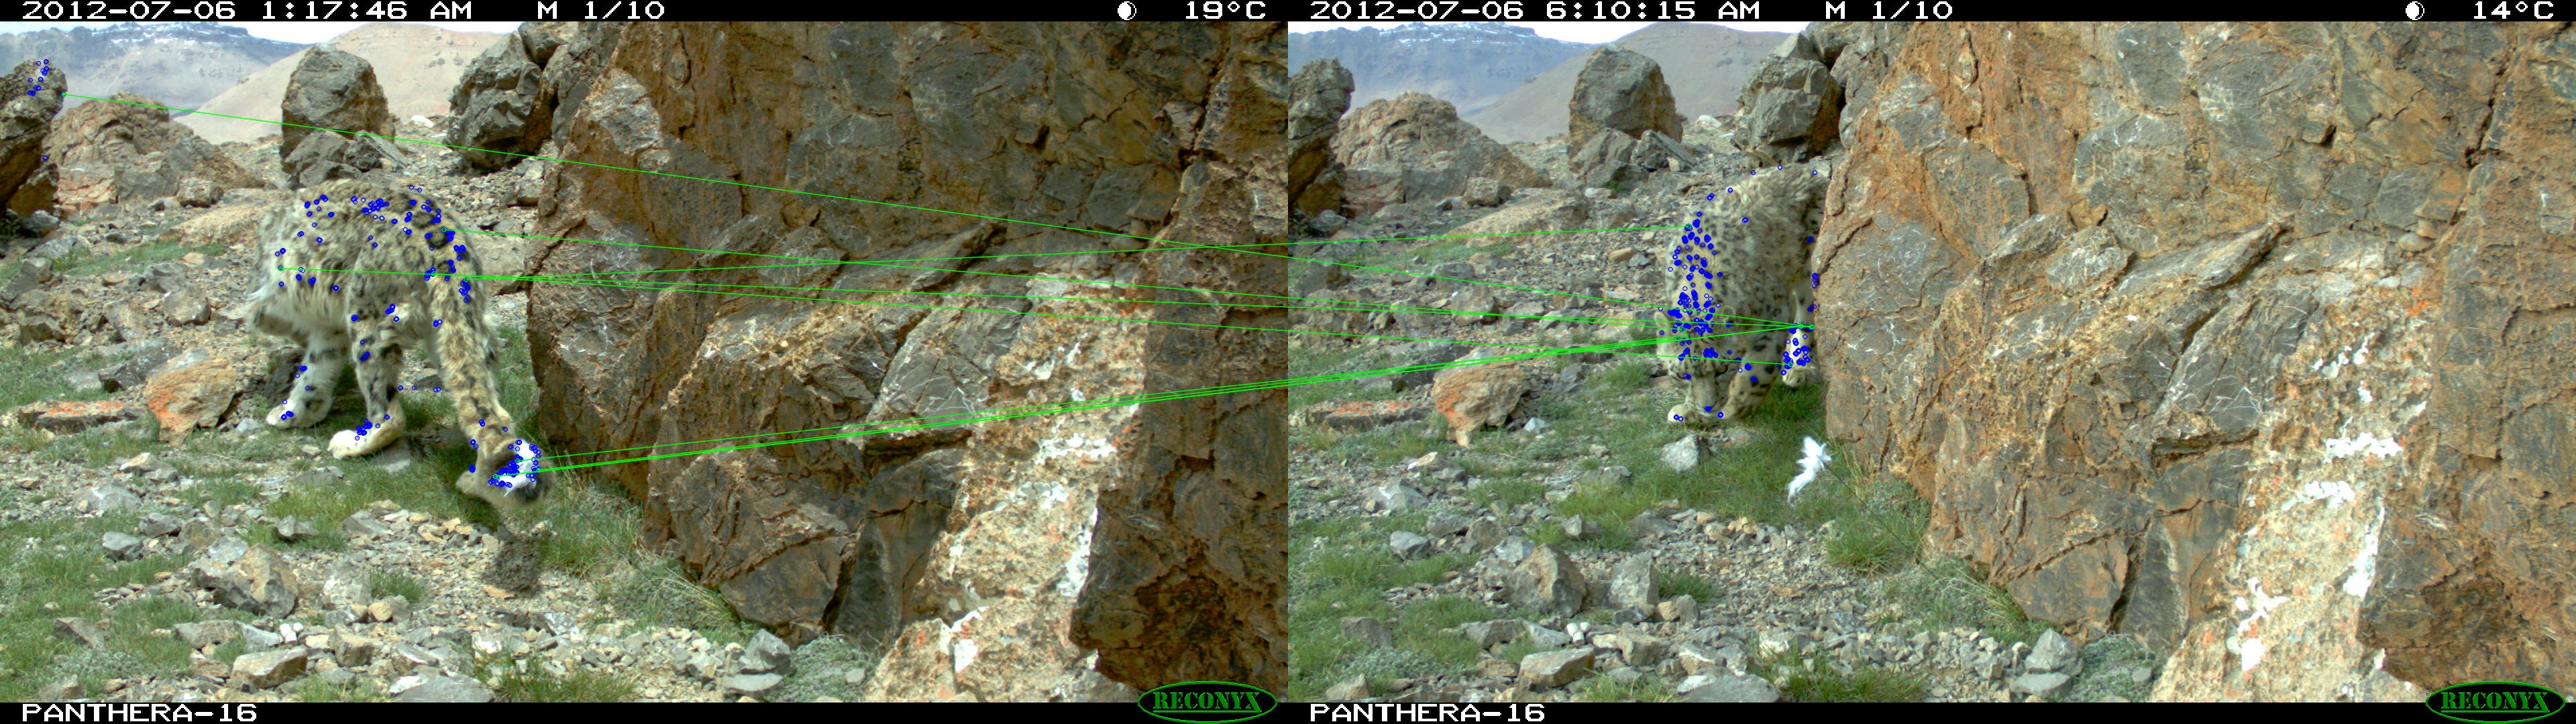 2012-07-06 1:17:46 AM M 1/10 19°C
2012-07-06 6:10:15 AM M 1/10 14°C
PANTHERA-16
RECONYX
PANTHERA-16
RECONYX